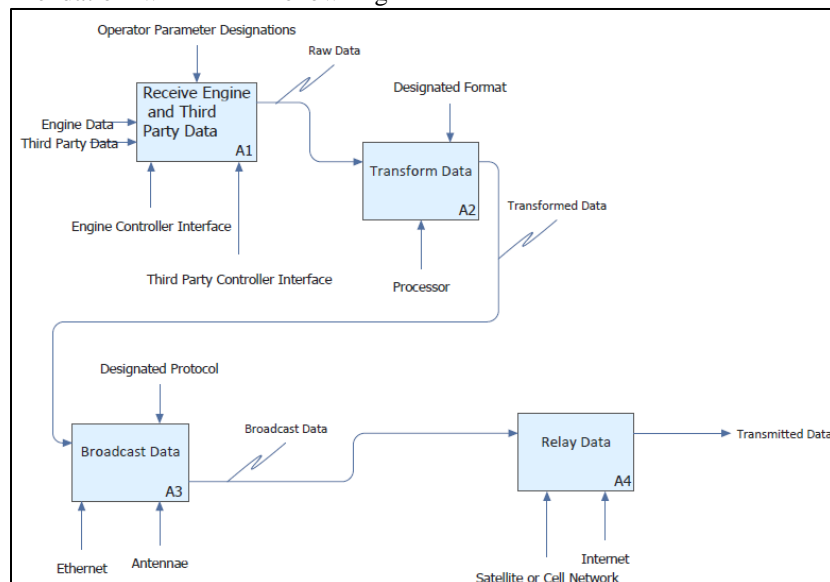 Operator Parameter Designations
Raw Data
Receive Engine
and Third
Party Data
A1
Engine Data
Third Party Data
Engine Controller Interface
Third Party Controller Interface
Designated Format
Transform Data
A2
Processor
Transformed Data
Designated Protocol
Broadcast Data
A3
Ethernet
Antennae
Broadcast Data
Relay Data
A4
Transmitted Data
Internet
Satellite or Cell Network